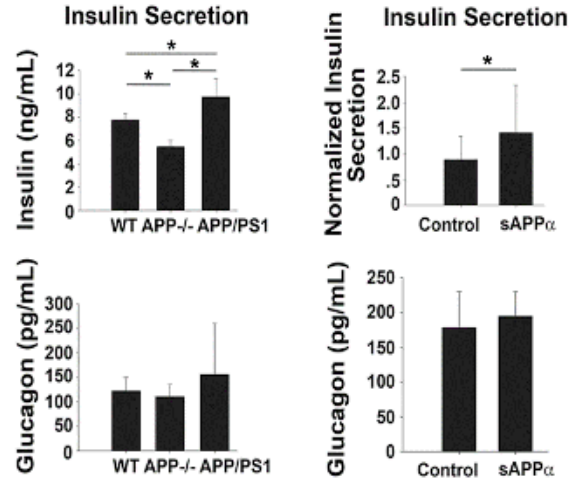 Insulin Secretion
Insulin (ng/mL)
12
10
8
6
4
2
0
*
*
*
WT APP-/- APP/PS1
Insulin Secretion
Normalized Insulin
Secretion
2.5
2.0
1.5
1.0
.5
0
*
Control sAPPα
Glucagon (pg/mL)
300
250
200
150
100
50
0
WT APP-/- APP/PS1
Glucagon (pg/mL)
250
200
150
100
50
0
Control sAPPα